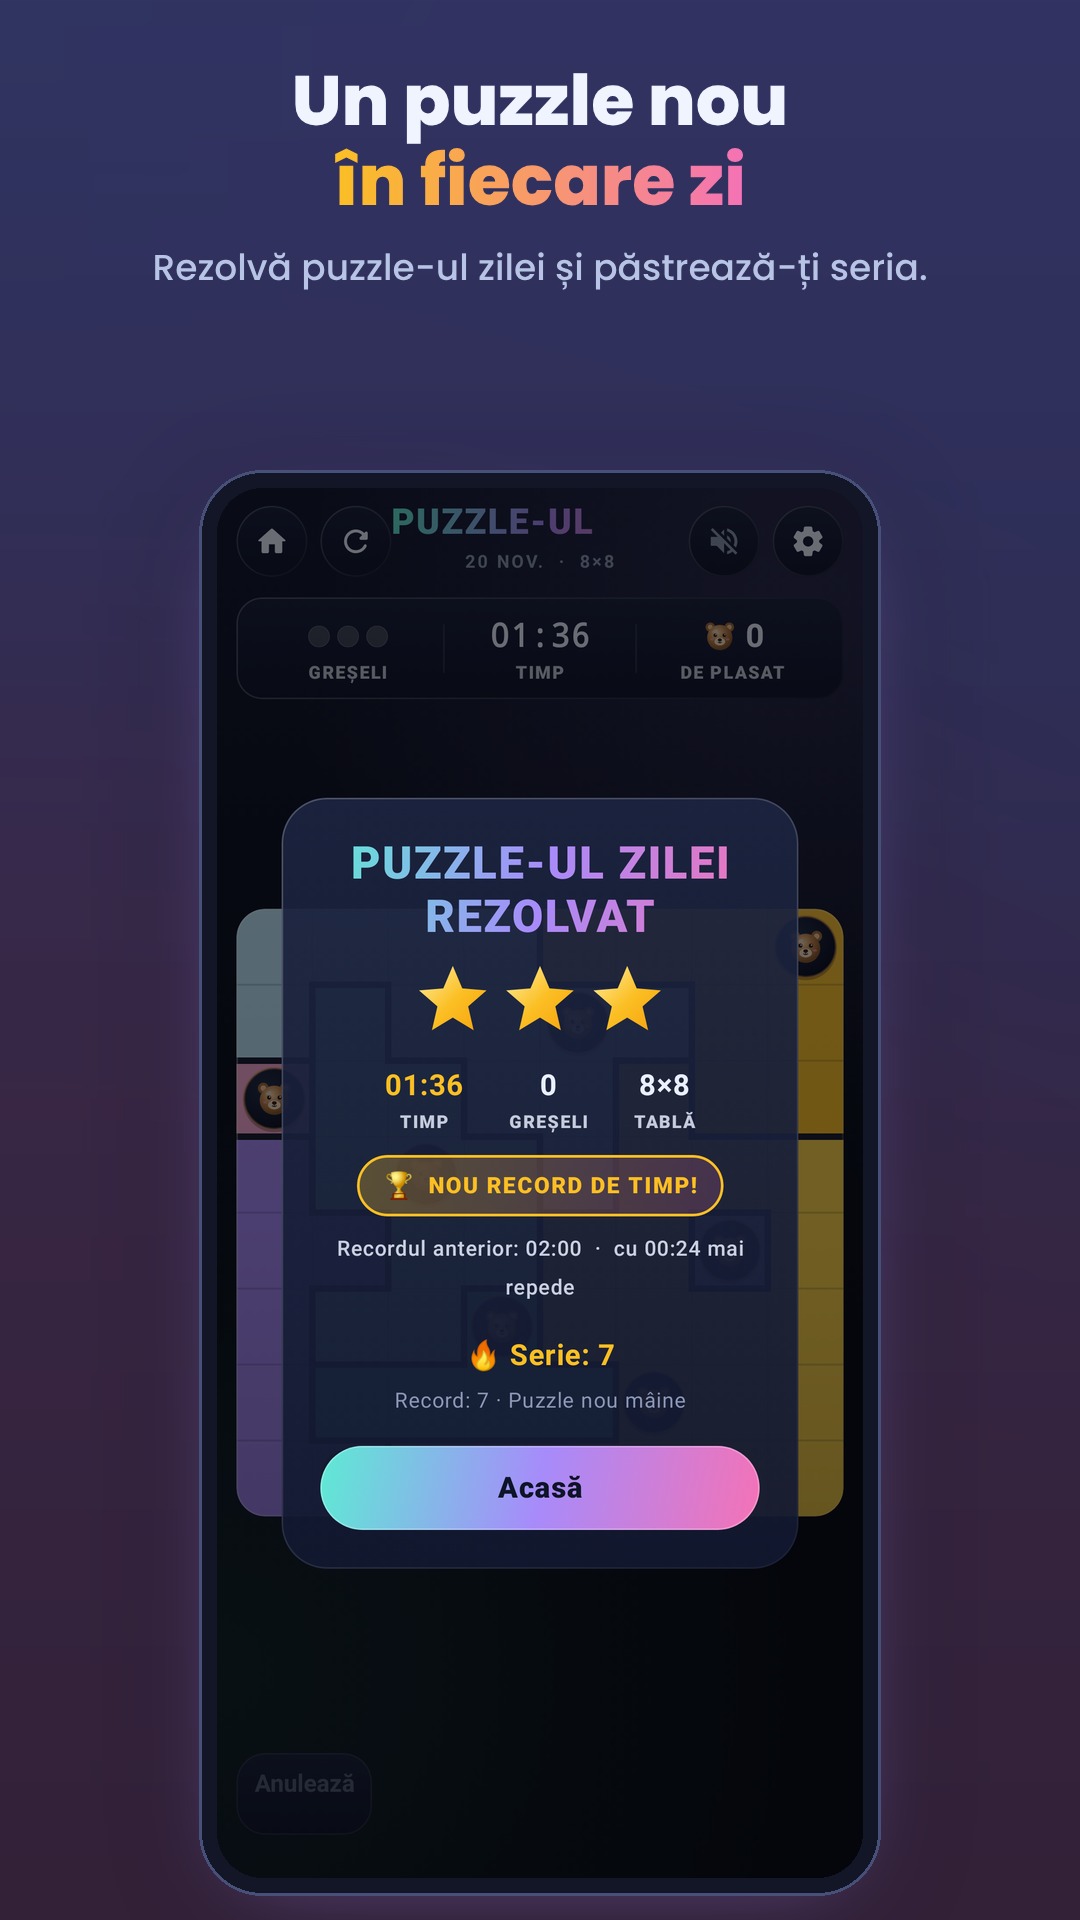 Un puzzle nou
în fiecare zi
Rezolvă puzzle-ul zilei și păstrează-ți seria.
PUZZLE-UL
20 NOV. · 8×8
01:36
0
GREȘELI
TIMP
DE PLASAT
PUZZLE-UL ZILEI
REZOLVAT
01:36
0
8×8
TIMP
GREȘELI
TABLĂ
NOU RECORD DE TIMP!
Recordul anterior: 02:00 · cu 00:24 mai
repede
Serie: 7
Record: 7 · Puzzle nou mâine
Acasă
Anulează